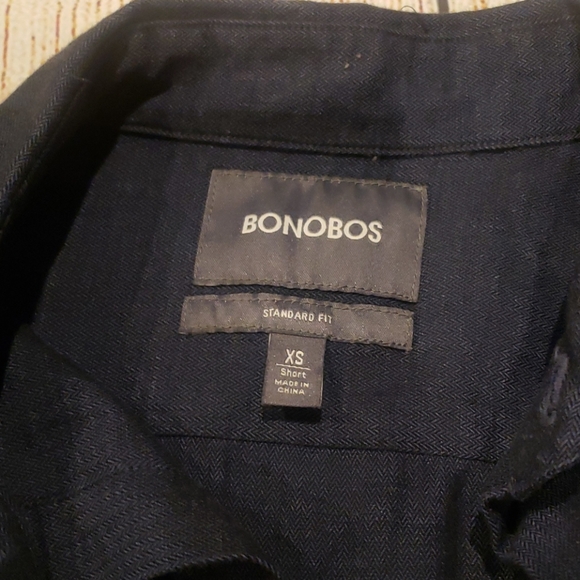 BONOBOS
STANDARD FIT
XS
Short
MADE IN
CHINA